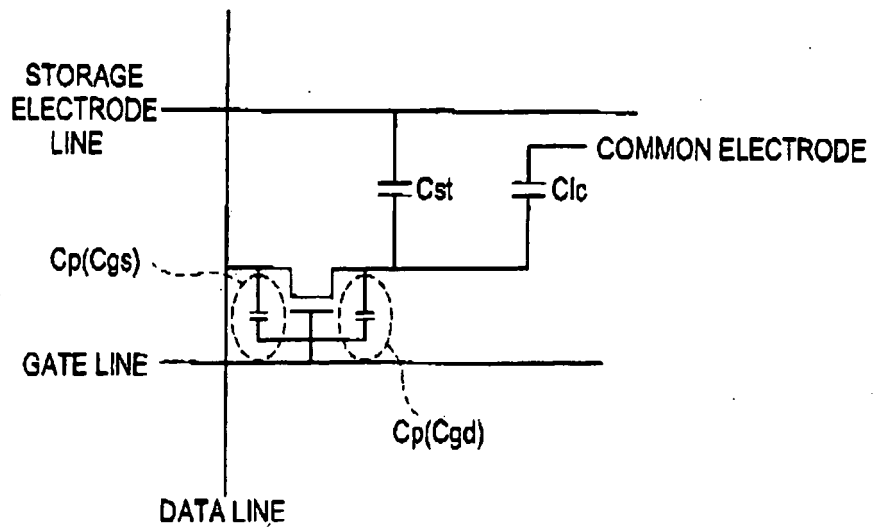 STORAGE
ELECTRODE
LINE
COMMON ELECTRODE
Cst
Clc
Cp(Cgs)
GATE LINE
Cp(Cgd)
DATA LINE